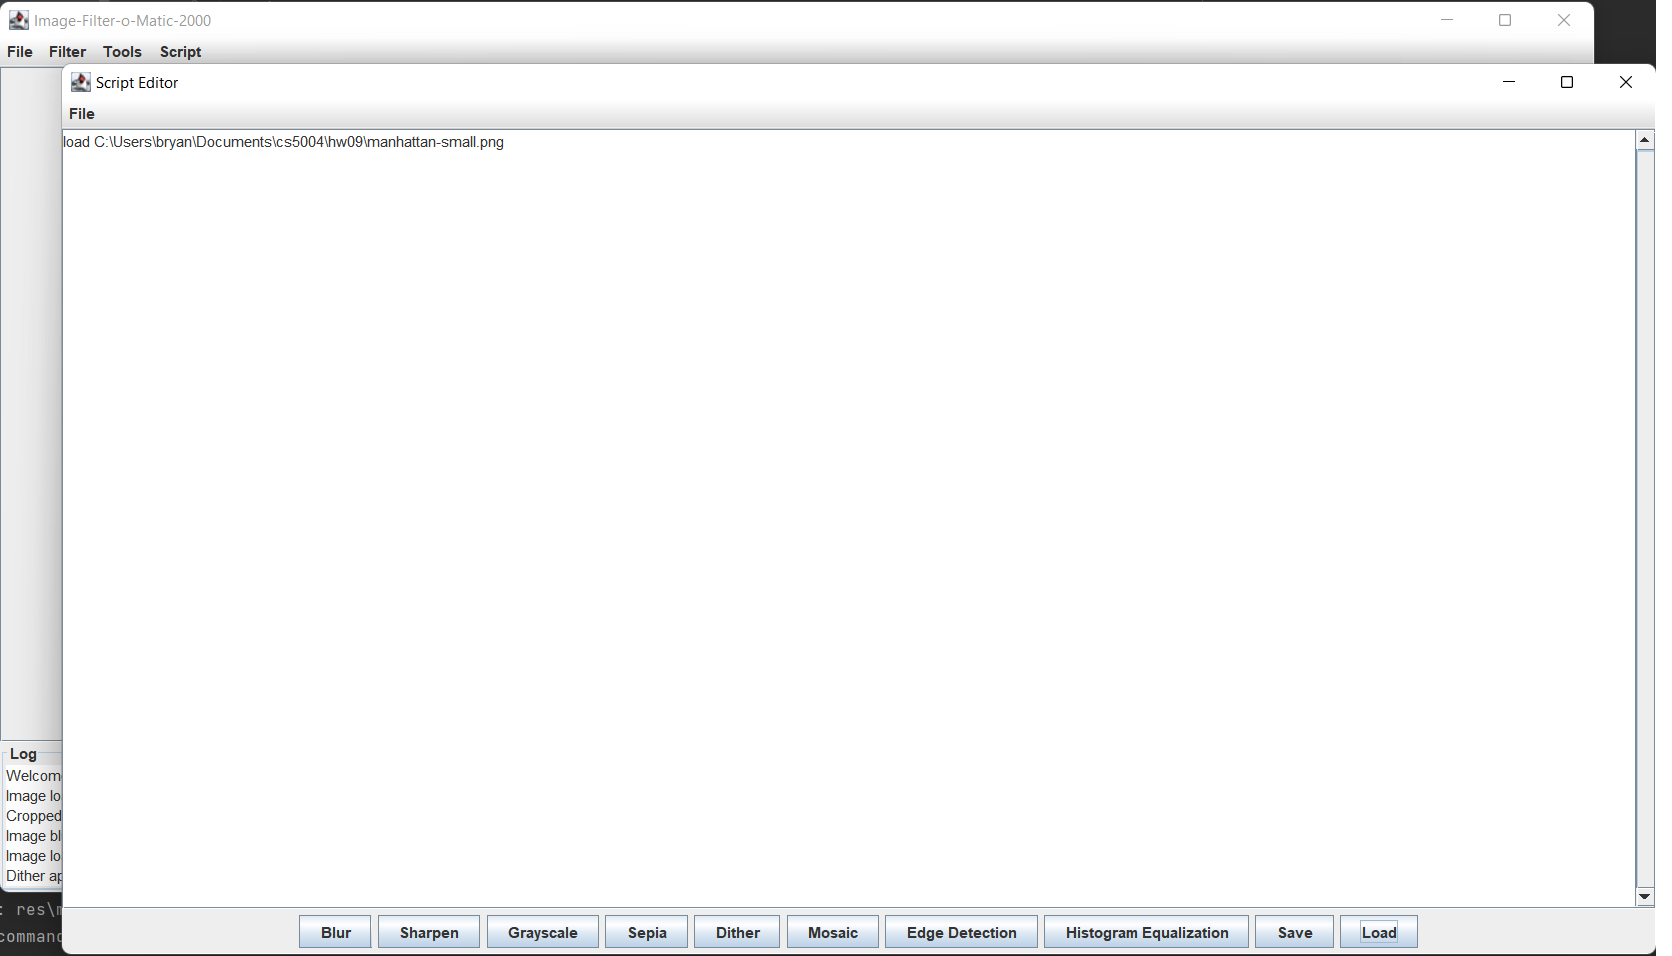 Image-Filter-o-Matic-2000
File Filter Tools Script
Script Editor
File
load C:\Users\bryan\Documents\cs5004\hw09\manhattan-small.png
Log
Welcom
Image lo
Cropped
Image bl
Image lo
Dither ap
: res\m
command
Blur Sharpen Grayscale Sepia Dither Mosaic Edge Detection Histogram Equalization Save Load